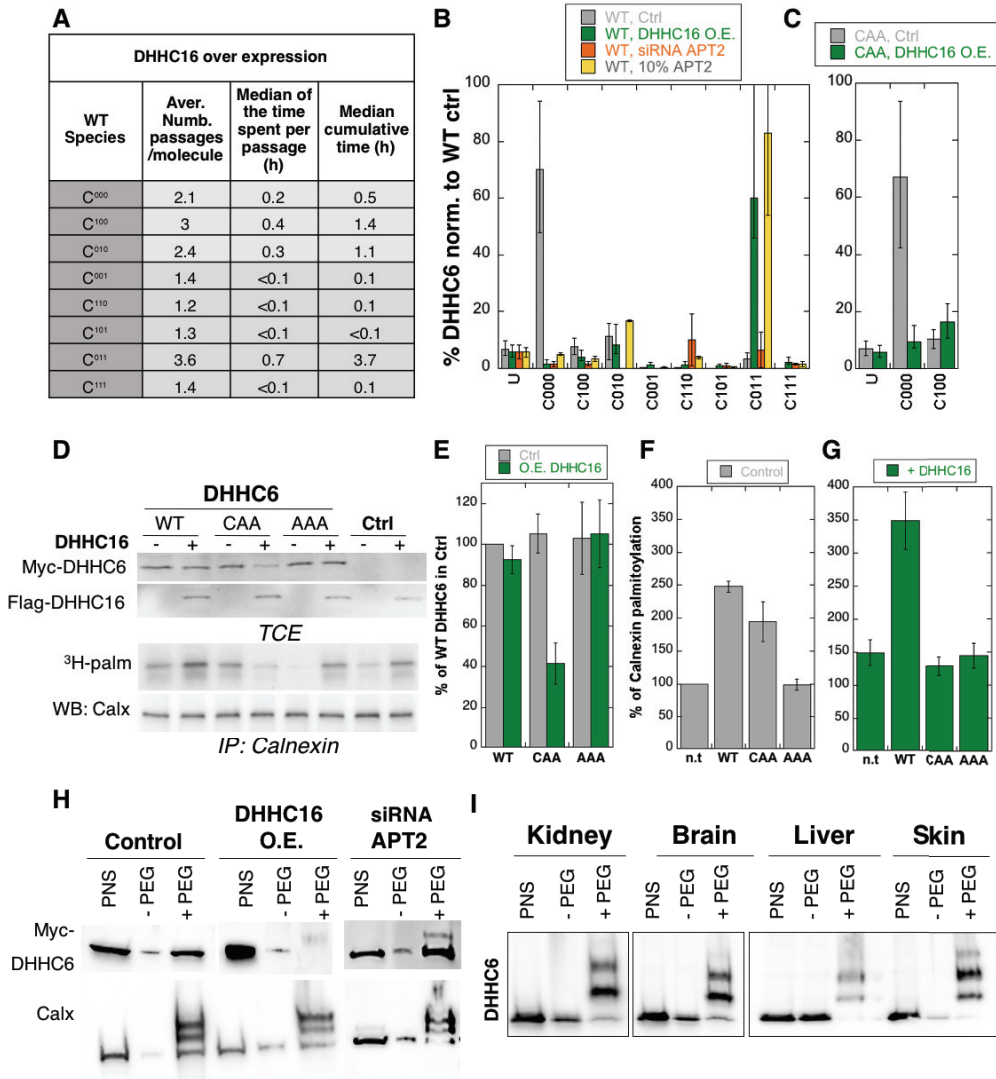 A
DHHC16 over expression
WT Species
Aver. Numb. passages /molecule
Median of the time spent per passage (h)
Median cumulative time (h)
C000 2.1 0.2 0.5
C100 3 0.4 1.4
C010 2.4 0.3 1.1
C001 1.4 <0.1 0.1
C110 1.2 <0.1 0.1
C101 1.3 <0.1 <0.1
C011 3.6 0.7 3.7
C111 1.4 <0.1 0.1
B
WT, Ctrl
WT, DHHC16 O.E.
WT, siRNA APT2
WT, 10% APT2
% DHHC6 norm. to WT ctrl
100
80
60
40
20
0
U C000 C100 C010 C001 C110 C101 C011 C111
C
CAA, Ctrl
CAA, DHHC16 O.E.
100
80
60
40
20
0
U C000 C100
D
DHHC6
WT CAA AAA Ctrl
DHHC16 - + - + - + - +
Myc-DHHC6
Flag-DHHC16
TCE
3H-palm
WB: Calx
IP: Calnexin
E
Ctrl
O.E. DHHC16
% of WT DHHC6 in Ctrl
120
100
80
60
40
20
0
WT CAA AAA
F
Control
% of Calnexin palmitoylation
400
350
300
250
200
150
100
50
0
n.t WT CAA AAA
G
+ DHHC16
400
350
300
250
200
150
100
50
0
n.t WT CAA AAA
H
Control
DHHC16 O.E.
siRNA APT2
PNS - PEG + PEG PNS - PEG + PEG PNS - PEG + PEG
Myc-
DHHC6
Calx
I
Kidney Brain Liver Skin
PNS - PEG + PEG PNS - PEG + PEG PNS - PEG + PEG PNS - PEG + PEG
DHHC6